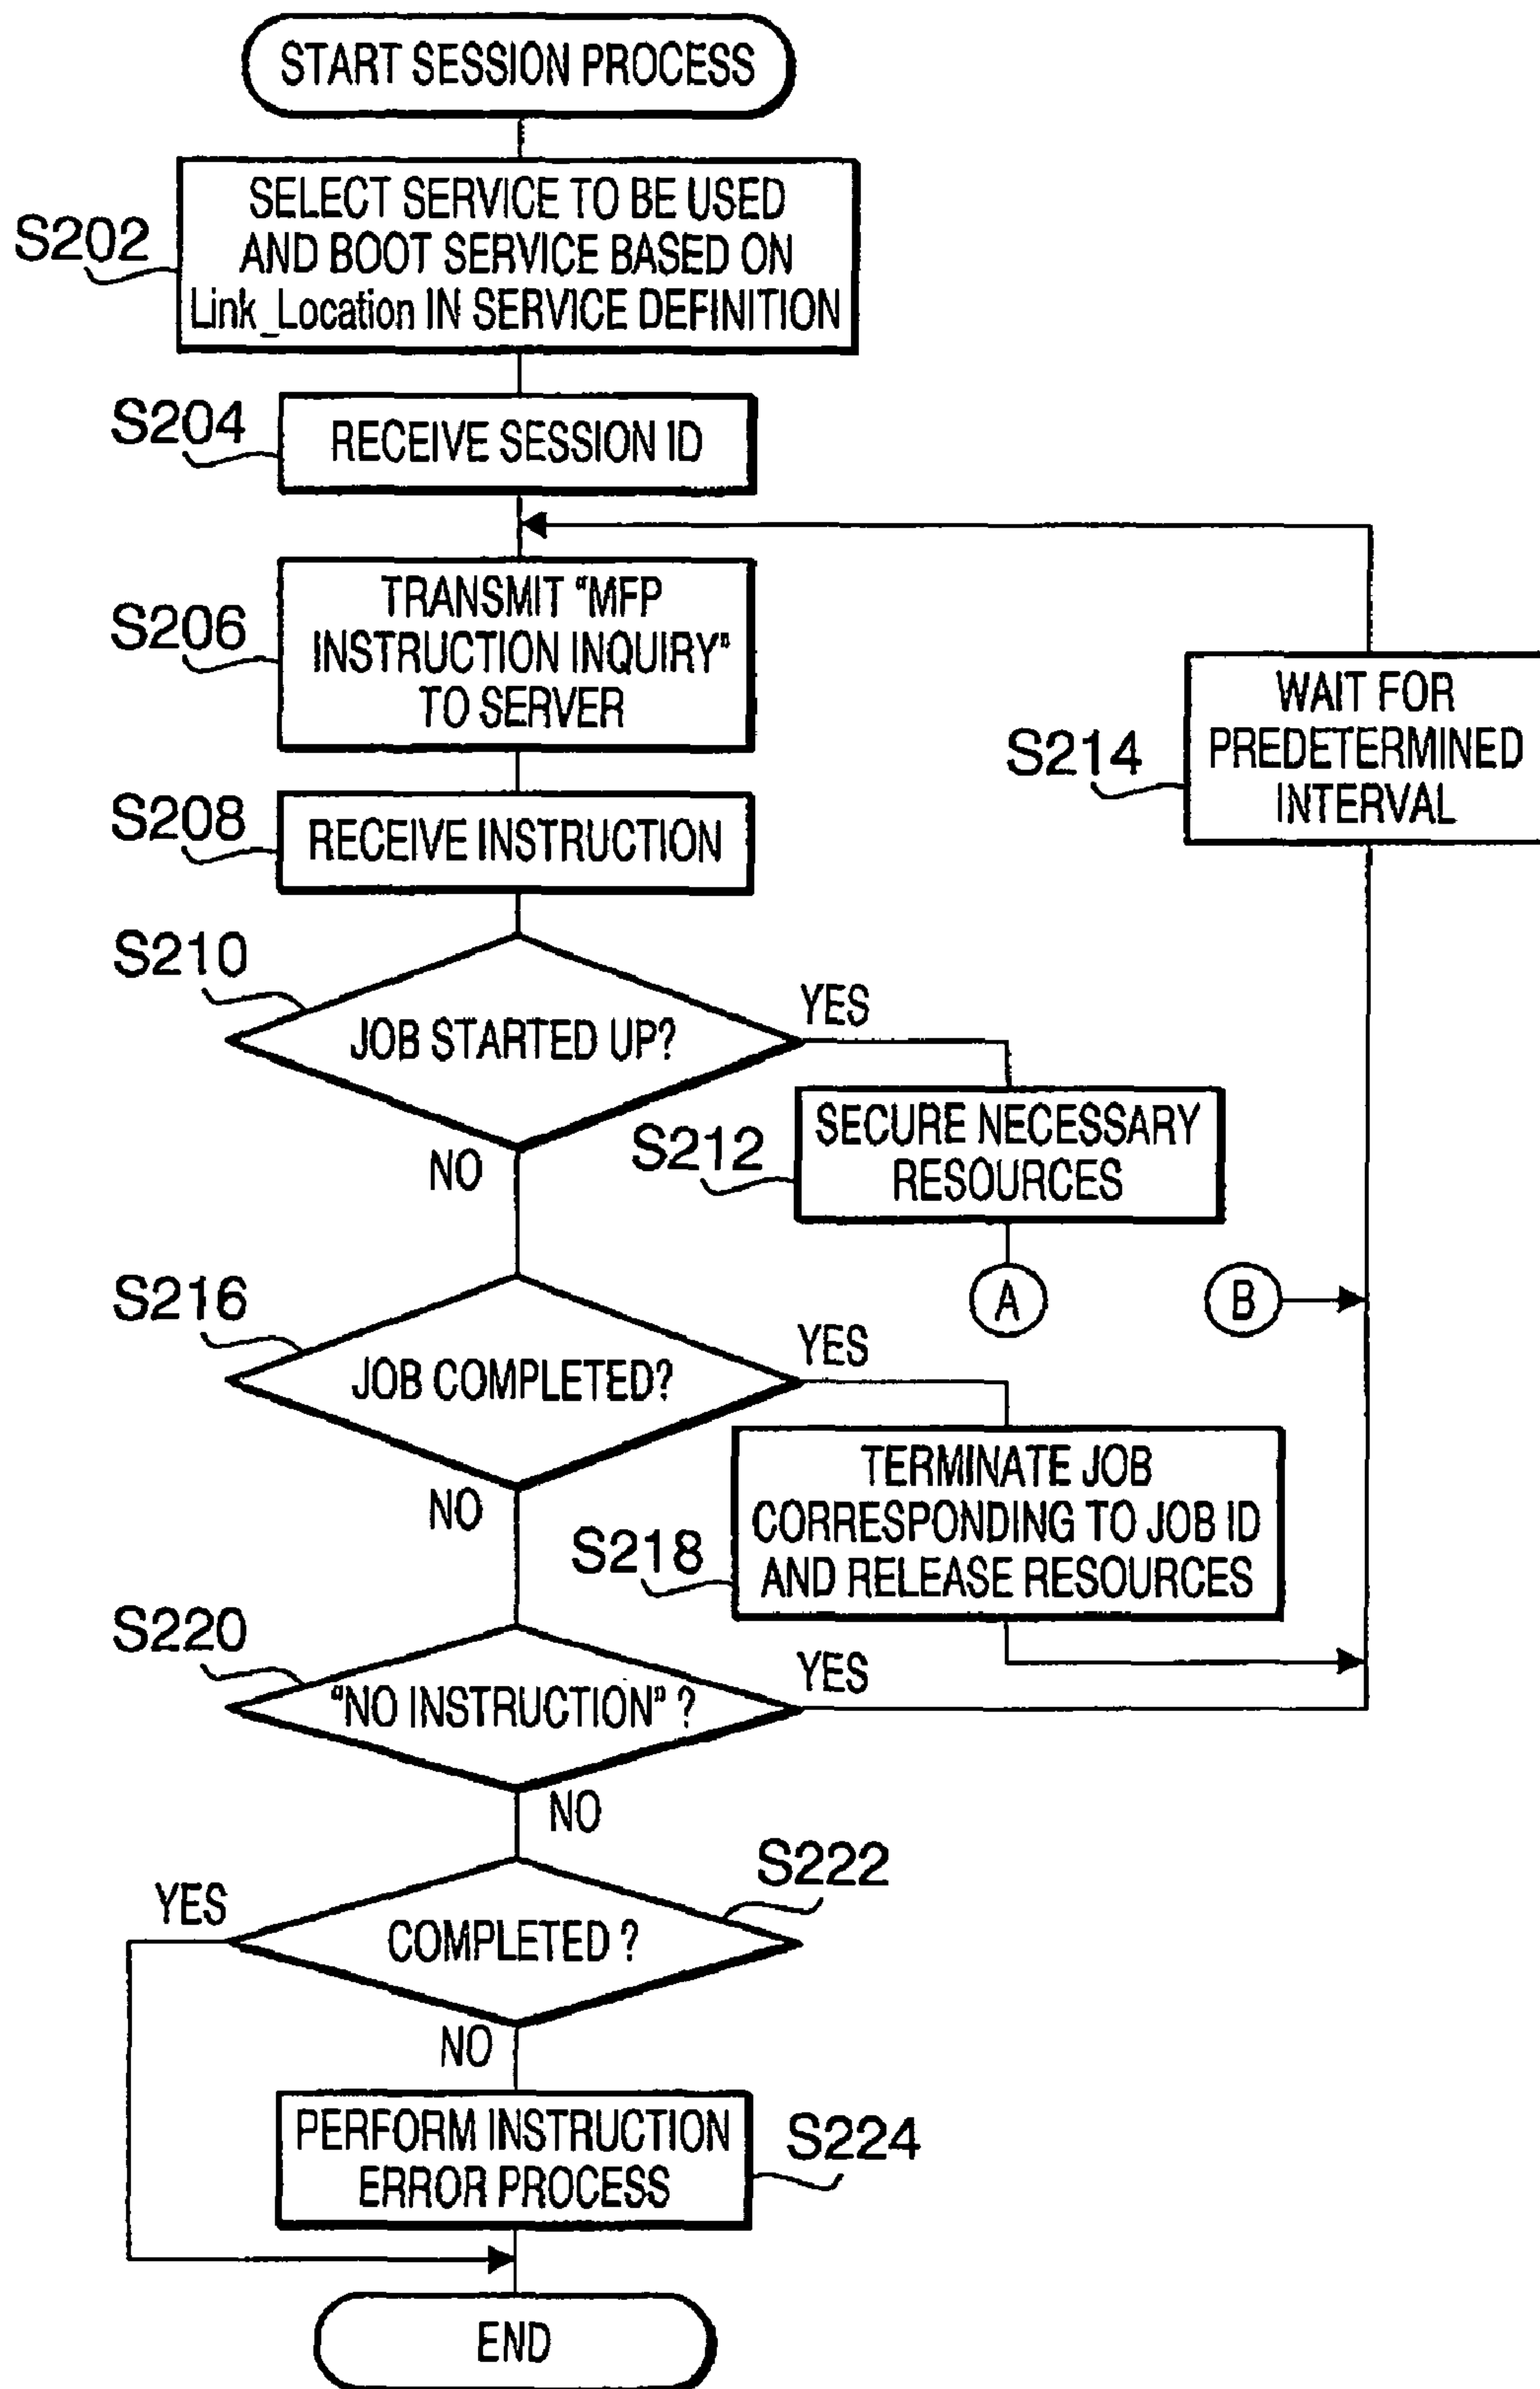 START SESSION PROCESS
S202
SELECT SERVICE TO BE USED
AND BOOT SERVICE BASED ON
Link_Location IN SERVICE DEFINITION
S204
RECEIVE SESSION ID
S206
TRANSMIT "MFP
INSTRUCTION INQUIRY"
TO SERVER
S214
WAIT FOR
PREDETERMINED
INTERVAL
S208
RECEIVE INSTRUCTION
S210
JOB STARTED UP?
YES
NO
S212
SECURE NECESSARY
RESOURCES
A
B
S216
JOB COMPLETED?
YES
NO
S218
TERMINATE JOB
CORRESPONDING TO JOB ID
AND RELEASE RESOURCES
S220
"NO INSTRUCTION" ?
YES
NO
S222
COMPLETED ?
YES
NO
PERFORM INSTRUCTION
ERROR PROCESS
S224
END